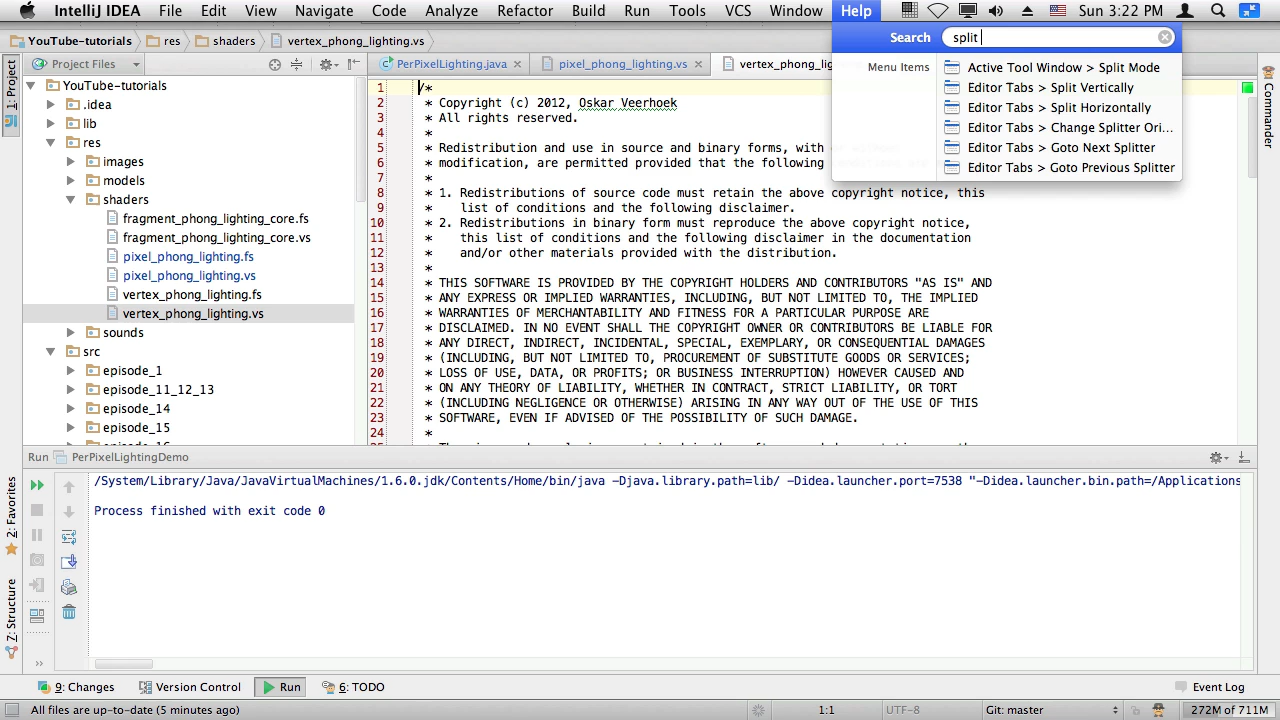 IntelliJ IDEA File Edit View Navigate Code Analyze Refactor Build Run Tools VCS Window Help Sun 3:22 PM
YouTube-tutorials res shaders vertex_phong_lighting.vs
Search split
Menu Items Active Tool Window > Split Mode
Editor Tabs > Split Vertically
Editor Tabs > Split Horizontally
Editor Tabs > Change Splitter Ori...
Editor Tabs > Goto Next Splitter
Editor Tabs > Goto Previous Splitter
1: Project
Project Files
PerPixelLighting.java pixel_phong_lighting.vs vertex_phong_lighting.vs
Commander
YouTube-tutorials
.idea
lib
res
images
models
shaders
fragment_phong_lighting_core.fs
fragment_phong_lighting_core.vs
pixel_phong_lighting.fs
pixel_phong_lighting.vs
vertex_phong_lighting.fs
vertex_phong_lighting.vs
sounds
src
episode_1
episode_11_12_13
episode_14
episode_15
episode_16
1 /*
2 * Copyright (c) 2012, Oskar Veerhoek
3 * All rights reserved.
4 *
5 * Redistribution and use in source and binary forms, with or without
6 * modification, are permitted provided that the following
7 *
8 * 1. Redistributions of source code must retain the above copyright notice, this
9 * list of conditions and the following disclaimer.
10 * 2. Redistributions in binary form must reproduce the above copyright notice,
11 * this list of conditions and the following disclaimer in the documentation
12 * and/or other materials provided with the distribution.
13 *
14 * THIS SOFTWARE IS PROVIDED BY THE COPYRIGHT HOLDERS AND CONTRIBUTORS "AS IS" AND
15 * ANY EXPRESS OR IMPLIED WARRANTIES, INCLUDING, BUT NOT LIMITED TO, THE IMPLIED
16 * WARRANTIES OF MERCHANTABILITY AND FITNESS FOR A PARTICULAR PURPOSE ARE
17 * DISCLAIMED. IN NO EVENT SHALL THE COPYRIGHT OWNER OR CONTRIBUTORS BE LIABLE FOR
18 * ANY DIRECT, INDIRECT, INCIDENTAL, SPECIAL, EXEMPLARY, OR CONSEQUENTIAL DAMAGES
19 * (INCLUDING, BUT NOT LIMITED TO, PROCUREMENT OF SUBSTITUTE GOODS OR SERVICES;
20 * LOSS OF USE, DATA, OR PROFITS; OR BUSINESS INTERRUPTION) HOWEVER CAUSED AND
21 * ON ANY THEORY OF LIABILITY, WHETHER IN CONTRACT, STRICT LIABILITY, OR TORT
22 * (INCLUDING NEGLIGENCE OR OTHERWISE) ARISING IN ANY WAY OUT OF THE USE OF THIS
23 * SOFTWARE, EVEN IF ADVISED OF THE POSSIBILITY OF SUCH DAMAGE.
24 *
Run PerPixelLightingDemo
/System/Library/Java/JavaVirtualMachines/1.6.0.jdk/Contents/Home/bin/java -Djava.library.path=lib/ -Didea.launcher.port=7538 "-Didea.launcher.bin.path=/Applications
Process finished with exit code 0
2: Favorites
Z: Structure
9: Changes Version Control Run 6: TODO Event Log
All files are up-to-date (5 minutes ago) 1:1 UTF-8 Git: master 272M of 711M